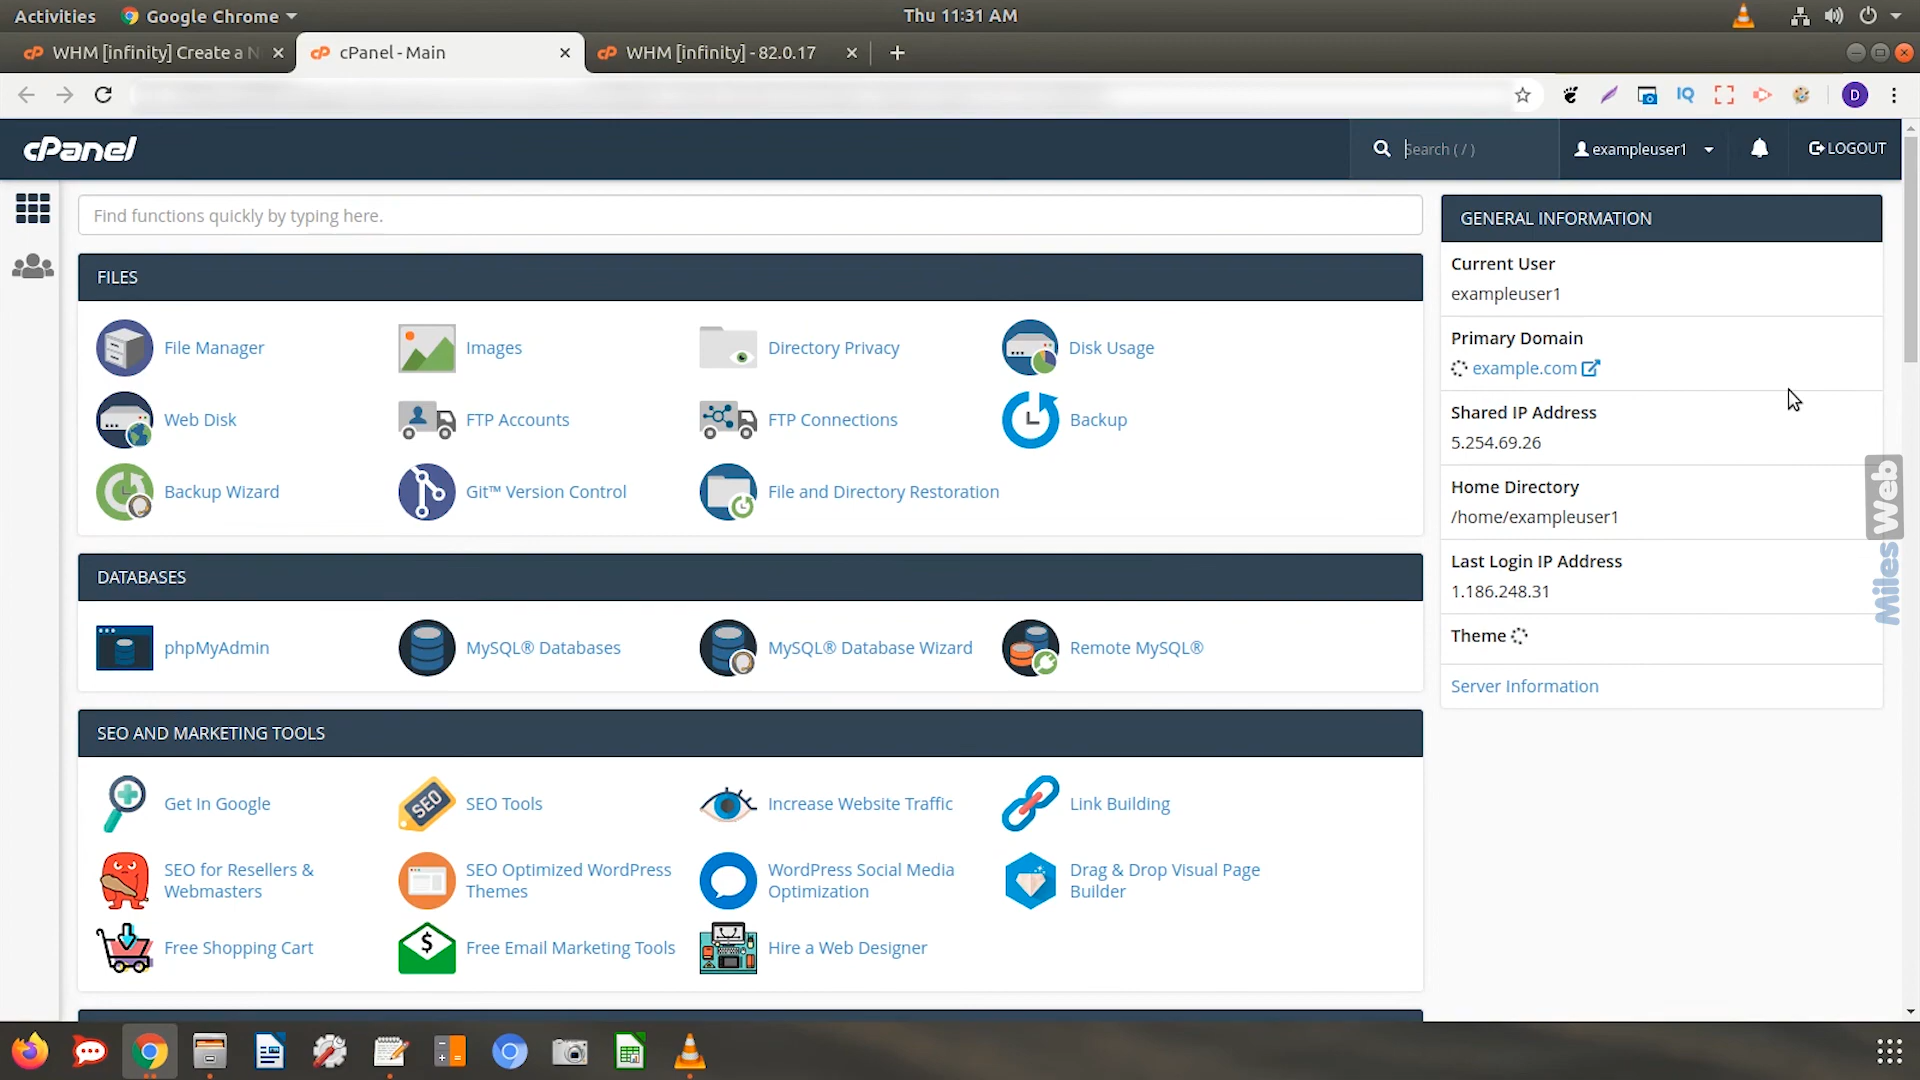 Activities
Google Chrome
Thu 11:31 AM
WHM [infinity] Create a N
cPanel - Main
WHM [infinity] - 82.0.17
IQ
D
cPanel
Search ( / )
exampleuser1
LOGOUT
Find functions quickly by typing here.
FILES
File Manager
Images
Directory Privacy
Disk Usage
Web Disk
FTP Accounts
FTP Connections
Backup
Backup Wizard
Git™ Version Control
File and Directory Restoration
DATABASES
phpMyAdmin
MySQL® Databases
MySQL® Database Wizard
Remote MySQL®
SEO AND MARKETING TOOLS
Get In Google
SEO
SEO Tools
Increase Website Traffic
Link Building
SEO for Resellers &
Webmasters
SEO Optimized WordPress
Themes
WordPress Social Media
Optimization
Drag & Drop Visual Page
Builder
Free Shopping Cart
$
Free Email Marketing Tools
Hire a Web Designer
GENERAL INFORMATION
Current User
exampleuser1
Primary Domain
example.com
Shared IP Address
5.254.69.26
Home Directory
/home/exampleuser1
Last Login IP Address
1.186.248.31
Theme
Server Information
MilesWeb